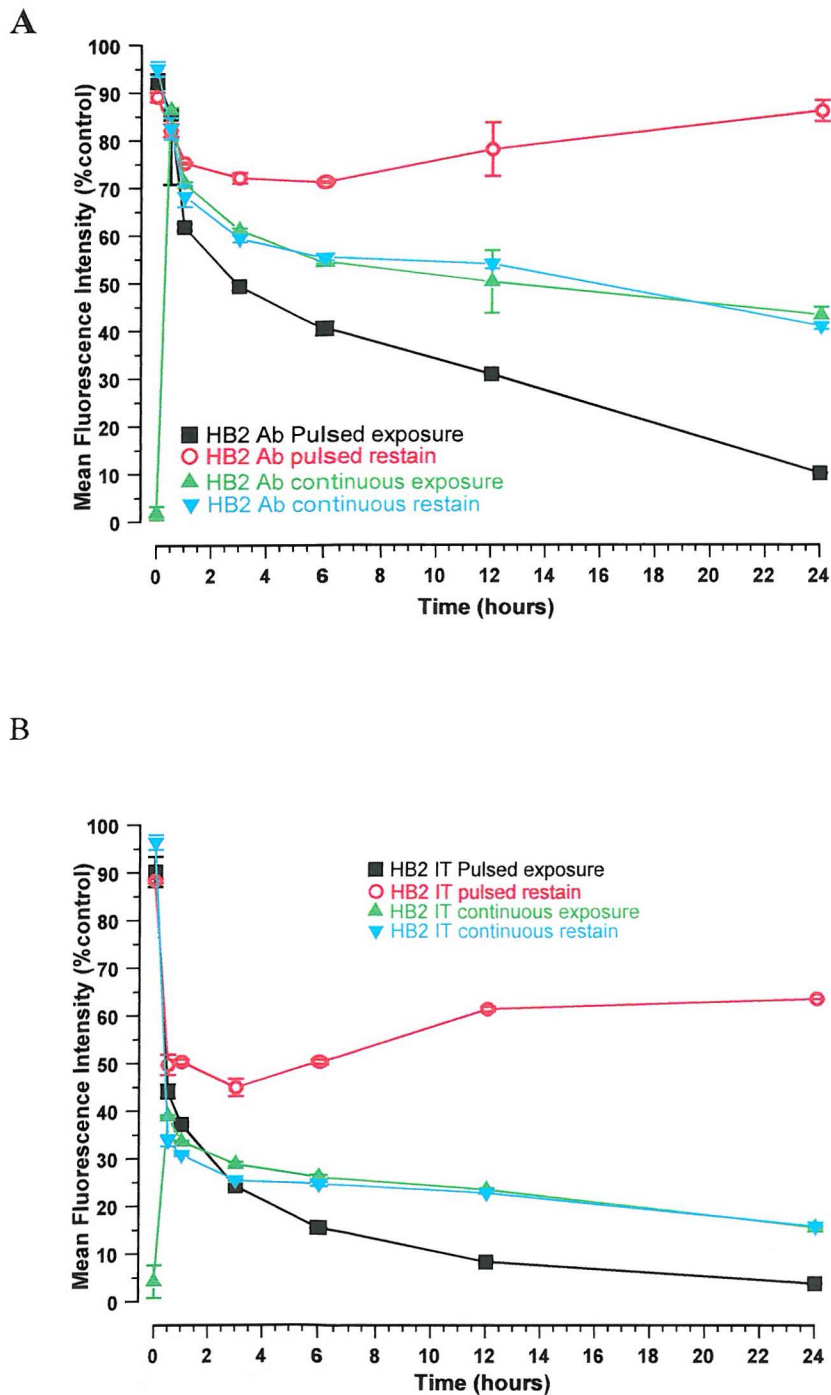 A
Mean Fluorescence Intensity (%control)
100
90
80
70
60
50
40
30
20
10
0
HB2 Ab Pulsed exposure
HB2 Ab pulsed restain
HB2 Ab continuous exposure
HB2 Ab continuous restain
0 2 4 6 8 10 12 14 16 18 20 22 24
Time (hours)
B
Mean Fluorescence Intensity (%control)
100
90
80
70
60
50
40
30
20
10
0
HB2 IT Pulsed exposure
HB2 IT pulsed restain
HB2 IT continuous exposure
HB2 IT continuous restain
0 2 4 6 8 10 12 14 16 18 20 22 24
Time (hours)